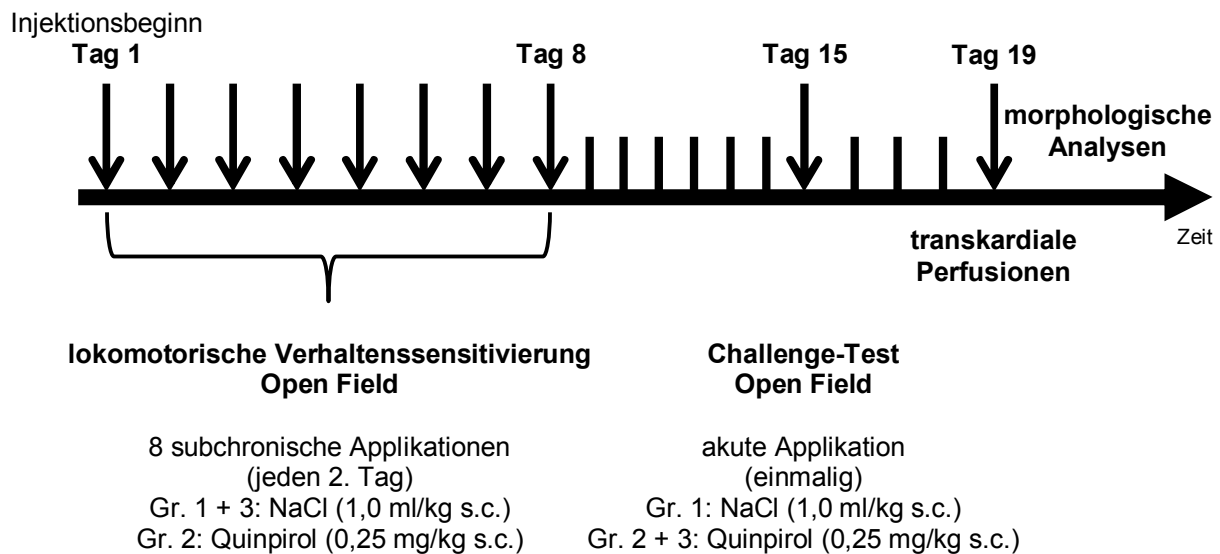 Injektionsbeginn
Tag 1
Tag 8
Tag 15
Tag 19
morphologische
Analysen
Zeit
transkardiale
Perfusionen
lokomotorische Verhaltenssensitivierung
Open Field
8 subchronische Applikationen
(jeden 2. Tag)
Gr. 1 + 3: NaCl (1,0 ml/kg s.c.)
Gr. 2: Quinpirol (0,25 mg/kg s.c.)
Challenge-Test
Open Field
akute Applikation
(einmalig)
Gr. 1: NaCl (1,0 ml/kg s.c.)
Gr. 2 + 3: Quinpirol (0,25 mg/kg s.c.)